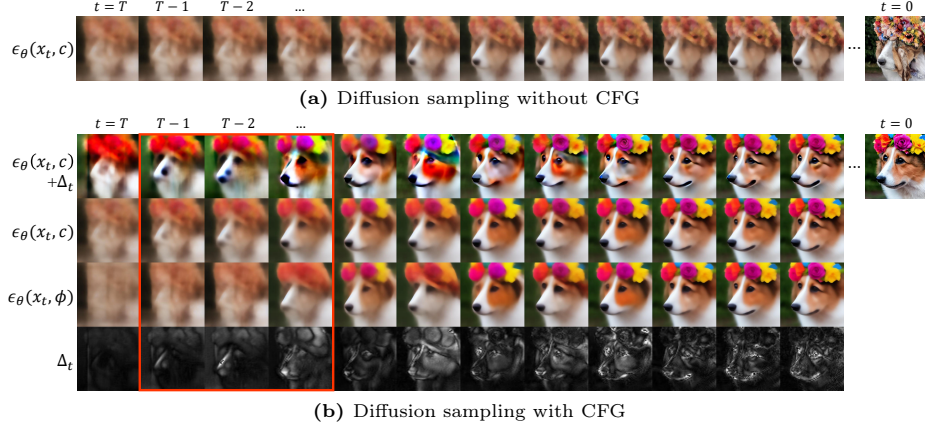 t = T T − 1 T − 2 ... t = 0
ϵθ(xt, c) ...
(a) Diffusion sampling without CFG
t = T T − 1 T − 2 ... t = 0
ϵθ(xt, c) ...
+Δt
ϵθ(xt, c)
ϵθ(xt, ϕ)
Δt
(b) Diffusion sampling with CFG